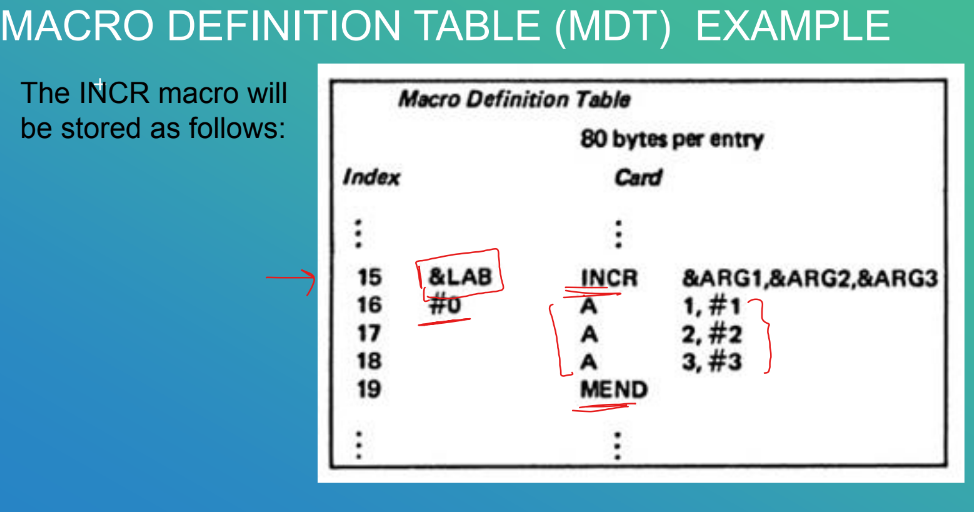 MACRO DEFINITION TABLE (MDT) EXAMPLE
The INCR macro will
be stored as follows:
Macro Definition Table
80 bytes per entry
Index Card
⋮ ⋮
15 &LAB INCR &ARG1,&ARG2,&ARG3
16 #0 A 1, #1
17 A 2, #2
18 A 3, #3
19 MEND
⋮ ⋮